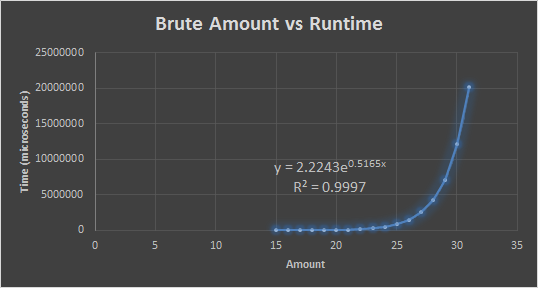 Brute Amount vs Runtime
25000000
20000000
15000000
10000000
5000000
0
Time (microseconds)
y = 2.2243e^0.5165x
R² = 0.9997
0 5 10 15 20 25 30 35
Amount